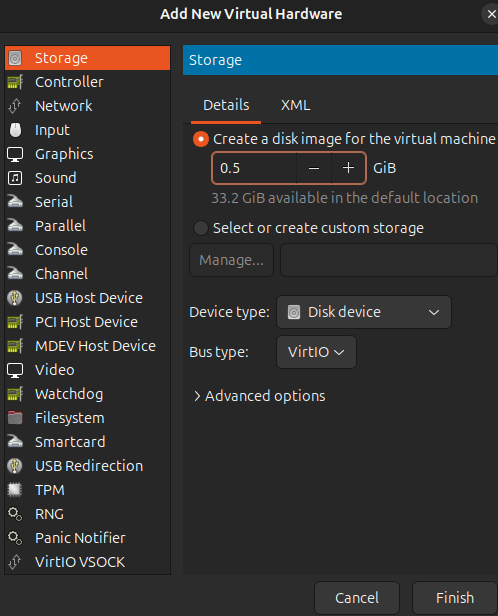 Add New Virtual Hardware
Storage
Controller
Network
Input
Graphics
Sound
Serial
Parallel
Console
Channel
USB Host Device
PCI Host Device
MDEV Host Device
Video
Watchdog
Filesystem
Smartcard
USB Redirection
TPM
RNG
Panic Notifier
VirtIO VSOCK
Storage
Details XML
Create a disk image for the virtual machine
0.5 − + GiB
33.2 GiB available in the default location
Select or create custom storage
Manage...
Device type: Disk device
Bus type: VirtIO
Advanced options
Cancel Finish